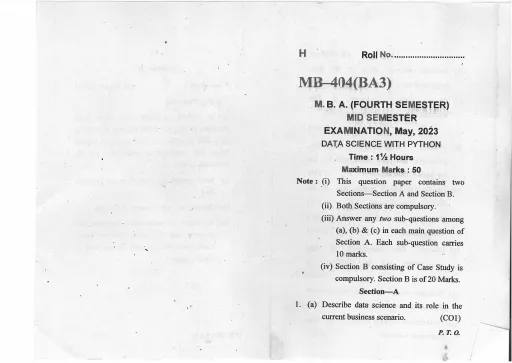 H Roll No. ..............................
MB–404(BA3)
M. B. A. (FOURTH SEMESTER)
MID SEMESTER
EXAMINATION, May, 2023
DATA SCIENCE WITH PYTHON
Time : 1½ Hours
Maximum Marks : 50
Note : (i) This question paper contains two
Sections—Section A and Section B.
(ii) Both Sections are compulsory.
(iii) Answer any two sub-questions among
(a), (b) & (c) in each main question of
Section A. Each sub-question carries
10 marks.
(iv) Section B consisting of Case Study is
compulsory. Section B is of 20 Marks.
Section—A
1. (a) Describe data science and its role in the
current business scenario. (CO1)
P. T. O.